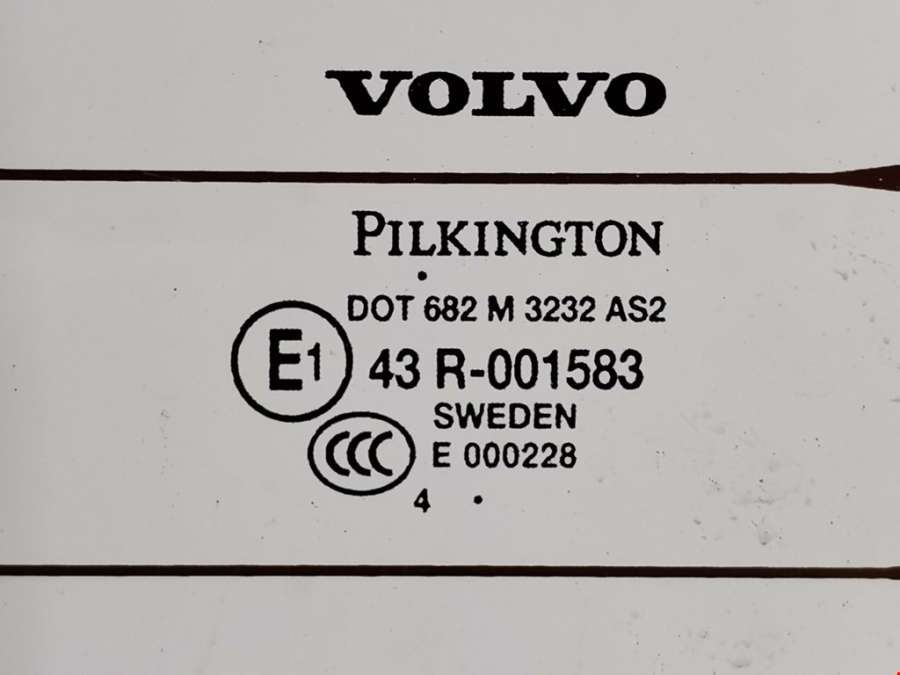 VOLVO
PILKINGTON
DOT 682 M 3232 AS2
E1 43 R-001583
SWEDEN
CCC E 000228
4 .